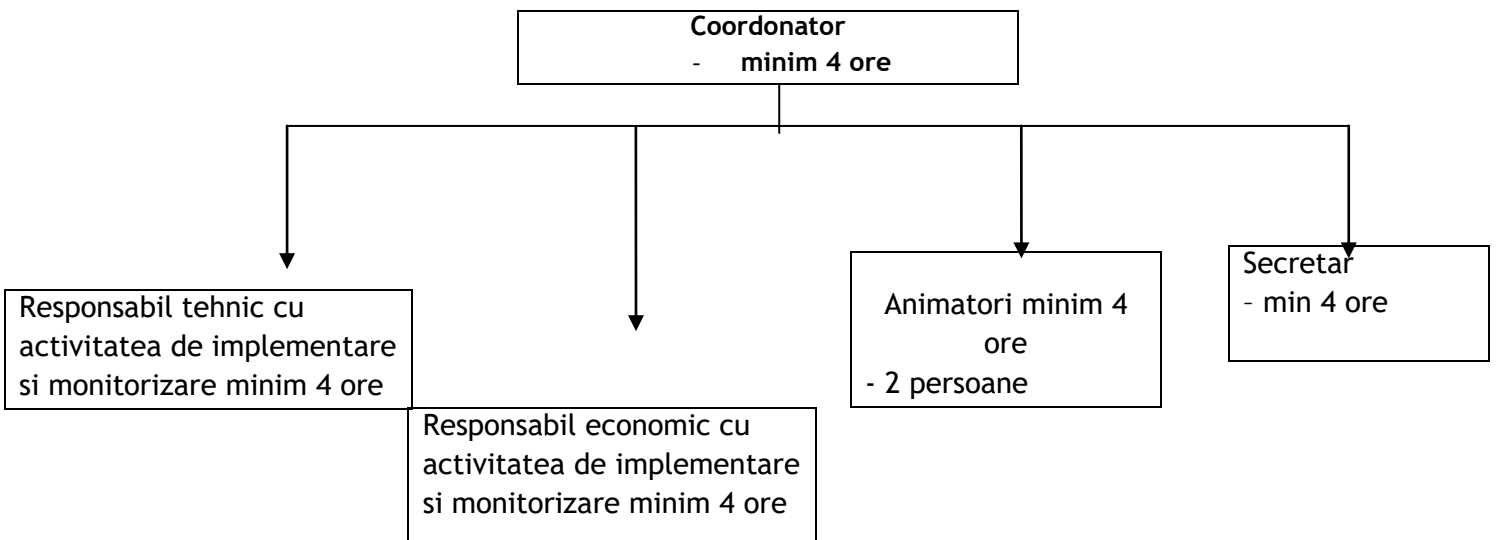 Coordonator
- minim 4 ore
Responsabil tehnic cu
activitatea de implementare
si monitorizare minim 4 ore
Responsabil economic cu
activitatea de implementare
si monitorizare minim 4 ore
Animatori minim 4
ore
- 2 persoane
Secretar
– min 4 ore